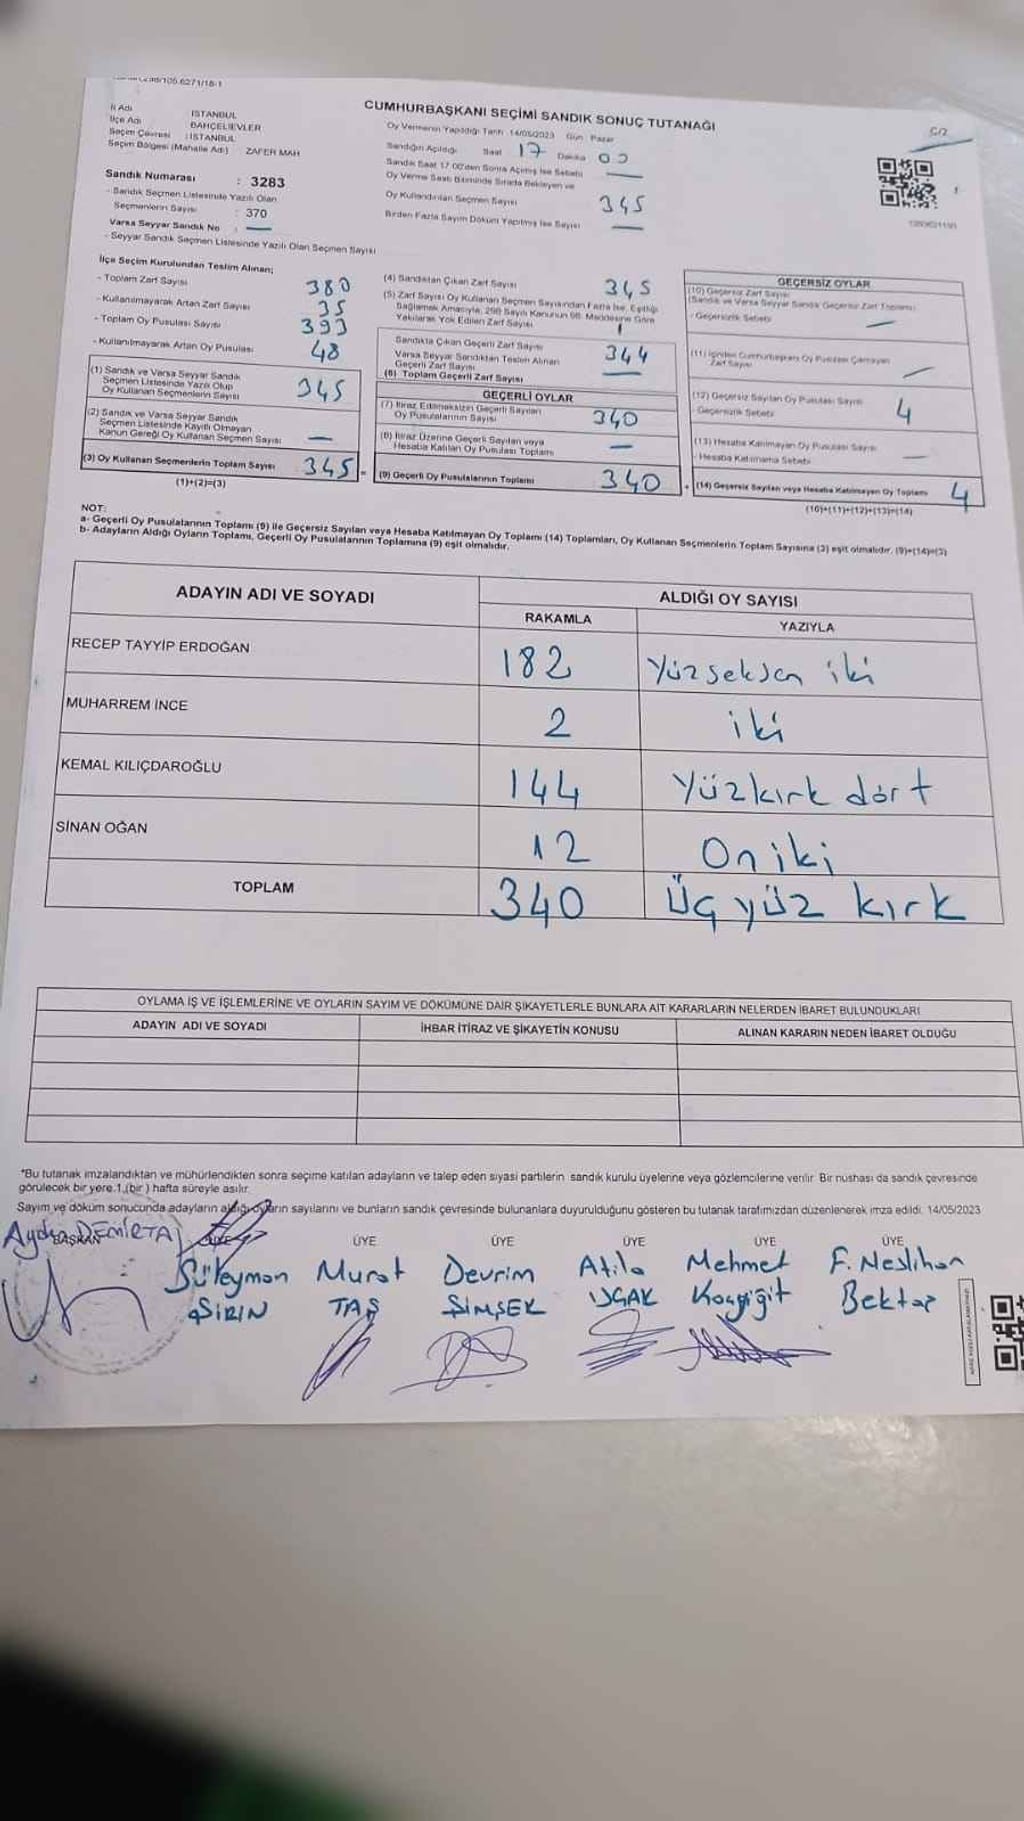 CUMHURBAŞKANI SEÇİMİ SANDIK SONUÇ TUTANAĞI
C/2
İl Adı İSTANBUL
İlçe Adı BAHÇELİEVLER
Seçim Çevresi İSTANBUL
Seçim Bölgesi (Mahalle Adı) ZAFER MAH
Sandık Numarası : 3283
- Sandık Seçmen Listesinde Yazılı Olan
Seçmenlerin Sayısı : 370
Varsa Seyyar Sandık No : —
- Seyyar Sandık Seçmen Listesinde Yazılı Olan Seçmen Sayısı
Oy Vermenin Yapıldığı Tarih 14/05/2023 Gün Pazar
Sandığın Açıldığı Saat 17 Dakika 00
Sandık Saat 17.00'den Sonra Açılmış İse Sebebi —
Oy Verme Saati Bitiminde Sırada Bekleyen ve
Oy Kullandırılan Seçmen Sayısı 345
Birden Fazla Sayım Döküm Yapılmış İse Sayısı —
İlçe Seçim Kurulundan Teslim Alınan;
- Toplam Zarf Sayısı 380
- Kullanılmayarak Artan Zarf Sayısı 35
- Toplam Oy Pusulası Sayısı 393
- Kullanılmayarak Artan Oy Pusulası 48
(1) Sandık ve Varsa Seyyar Sandık
Seçmen Listesinde Yazılı Olup
Oy Kullanan Seçmenlerin Sayısı 345
(2) Sandık ve Varsa Seyyar Sandık
Seçmen Listesinde Kayıtlı Olmayan
Kanun Gereği Oy Kullanan Seçmen Sayısı —
(3) Oy Kullanan Seçmenlerin Toplam Sayısı 345
(1)+(2)=(3)
(4) Sandıktan Çıkan Zarf Sayısı 345
(5) Zarf Sayısı Oy Kullanan Seçmen Sayısından Fazla İse, Eşitliği
Sağlamak Amacıyla, 298 Sayılı Kanunun 98. Maddesine Göre
Yakılarak Yok Edilen Zarf Sayısı 1
Sandıkta Çıkan Geçerli Zarf Sayısı 344
Varsa Seyyar Sandıktan Teslim Alınan
Geçerli Zarf Sayısı —
(6) Toplam Geçerli Zarf Sayısı
GEÇERLİ OYLAR
(7) İtiraz Edilmeksizin Geçerli Sayılan
Oy Pusulalarının Sayısı 340
(8) İtiraz Üzerine Geçerli Sayılan veya
Hesaba Katılan Oy Pusulası Toplamı —
(9) Geçerli Oy Pusulalarının Toplamı 340
GEÇERSİZ OYLAR
(10) Geçersiz Zarf Sayısı
(Sandık ve Varsa Seyyar Sandık Geçersiz Zarf Toplamı)
- Geçersizlik Sebebi —
(11) İçinden Cumhurbaşkanı Oy Pusulası Çıkmayan
Zarf Sayısı —
(12) Geçersiz Sayılan Oy Pusulası Sayısı 4
- Geçersizlik Sebebi
(13) Hesaba Katılmayan Oy Pusulası Sayısı —
- Hesaba Katılmama Sebebi
(14) Geçersiz Sayılan veya Hesaba Katılmayan Oy Toplamı 4
(10)+(11)+(12)+(13)=(14)
NOT:
a- Geçerli Oy Pusulalarının Toplamı (9) ile Geçersiz Sayılan veya Hesaba Katılmayan Oy Toplamı (14) Toplamları, Oy Kullanan Seçmenlerin Toplam Sayısına (3) eşit olmalıdır. (9)+(14)=(3)
b- Adayların Aldığı Oyların Toplamı, Geçerli Oy Pusulalarının Toplamına (9) eşit olmalıdır.
ADAYIN ADI VE SOYADI ALDIĞI OY SAYISI
RAKAMLA YAZIYLA
RECEP TAYYİP ERDOĞAN 182 Yüzseksen iki
MUHARREM İNCE 2 iki
KEMAL KILIÇDAROĞLU 144 Yüzkırk dört
SİNAN OĞAN 12 On iki
TOPLAM 340 Üçyüz kırk
OYLAMA İŞ VE İŞLEMLERİNE VE OYLARIN SAYIM VE DÖKÜMÜNE DAİR ŞİKAYETLERLE BUNLARA AİT KARARLARIN NELERDEN İBARET BULUNDUKLARI
ADAYIN ADI VE SOYADI İHBAR İTİRAZ VE ŞİKAYETİN KONUSU ALINAN KARARIN NEDEN İBARET OLDUĞU
*Bu tutanak imzalandıktan ve mühürlendikten sonra seçime katılan adayların ve talep eden siyasi partilerin sandık kurulu üyelerine veya gözlemcilerine verilir. Bir nushası da sandık çevresinde
görülecek bir yere 1 (bir) hafta süreyle asılır.
Sayım ve döküm sonucunda adayların aldığı oyların sayılarını ve bunların sandık çevresinde bulunanlara duyurulduğunu gösteren bu tutanak tarafımızdan düzenlenerek imza edildi. 14/05/2023
BAŞKAN ÜYE ÜYE ÜYE ÜYE ÜYE
Süleyman Murat Devrim Atila Mehmet F. Neslihan
ŞİRİN TAŞ ŞİMŞEK UÇAK Koçyiğit Bektaş